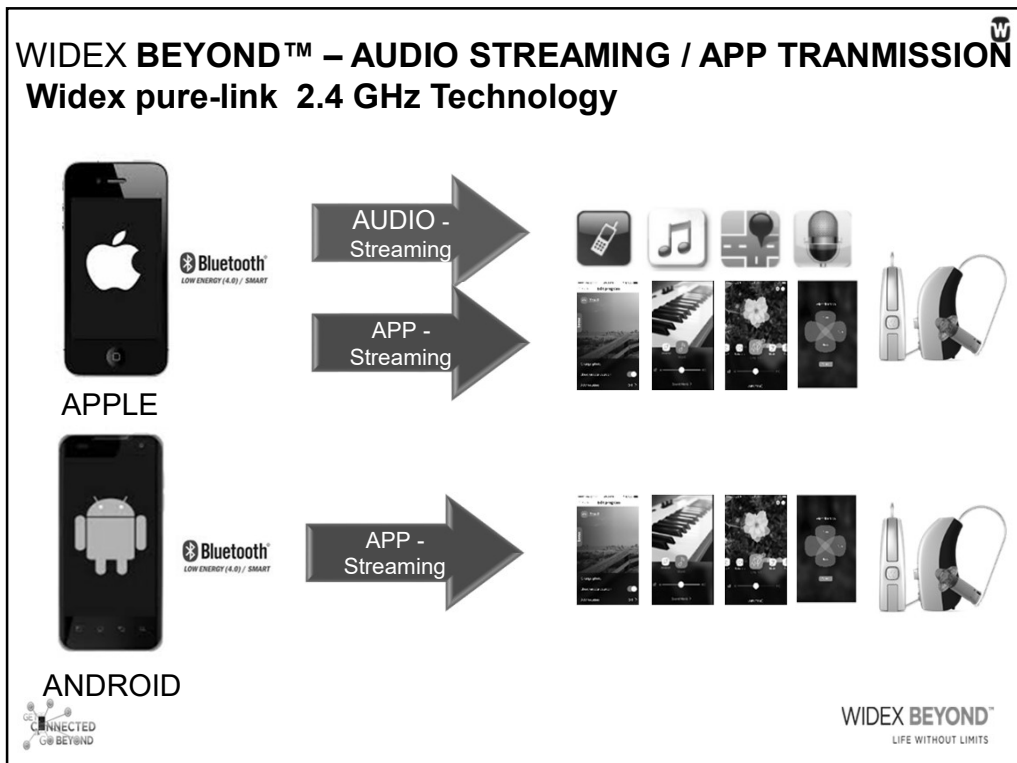 WIDEX BEYOND™ – AUDIO STREAMING / APP TRANMISSION
Widex pure-link 2.4 GHz Technology
AUDIO -
Streaming
Bluetooth®
LOW ENERGY (4.0) / SMART
APP -
Streaming
APPLE
APP -
Streaming
Bluetooth®
LOW ENERGY (4.0) / SMART
ANDROID
GET
CONNECTED
GO BEYOND
WIDEX BEYOND™
LIFE WITHOUT LIMITS